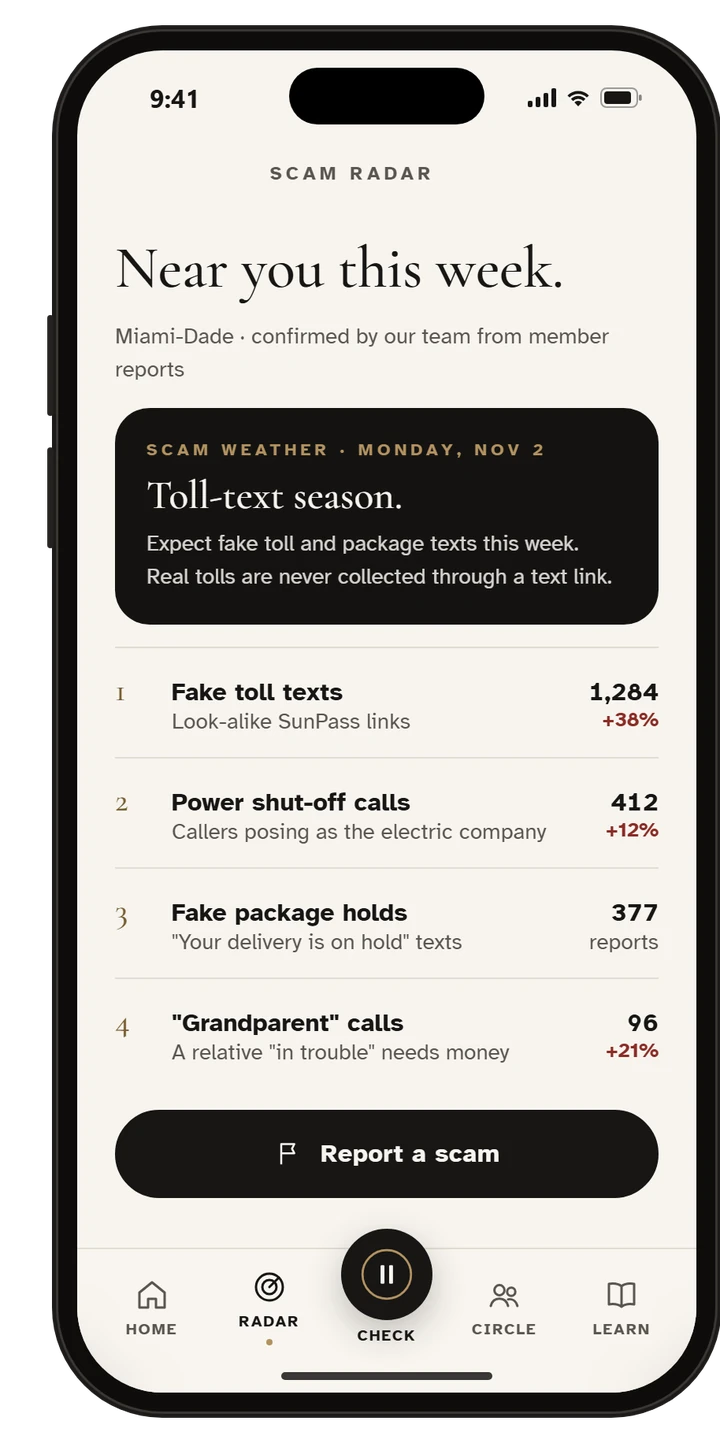 9:41
SCAM RADAR
Near you this week.
Miami-Dade · confirmed by our team from member
reports
SCAM WEATHER · MONDAY, NOV 2
Toll-text season.
Expect fake toll and package texts this week.
Real tolls are never collected through a text link.
1 Fake toll texts 1,284
Look-alike SunPass links +38%
2 Power shut-off calls 412
Callers posing as the electric company +12%
3 Fake package holds 377
"Your delivery is on hold" texts reports
4 "Grandparent" calls 96
A relative "in trouble" needs money +21%
Report a scam
HOME RADAR CHECK CIRCLE LEARN